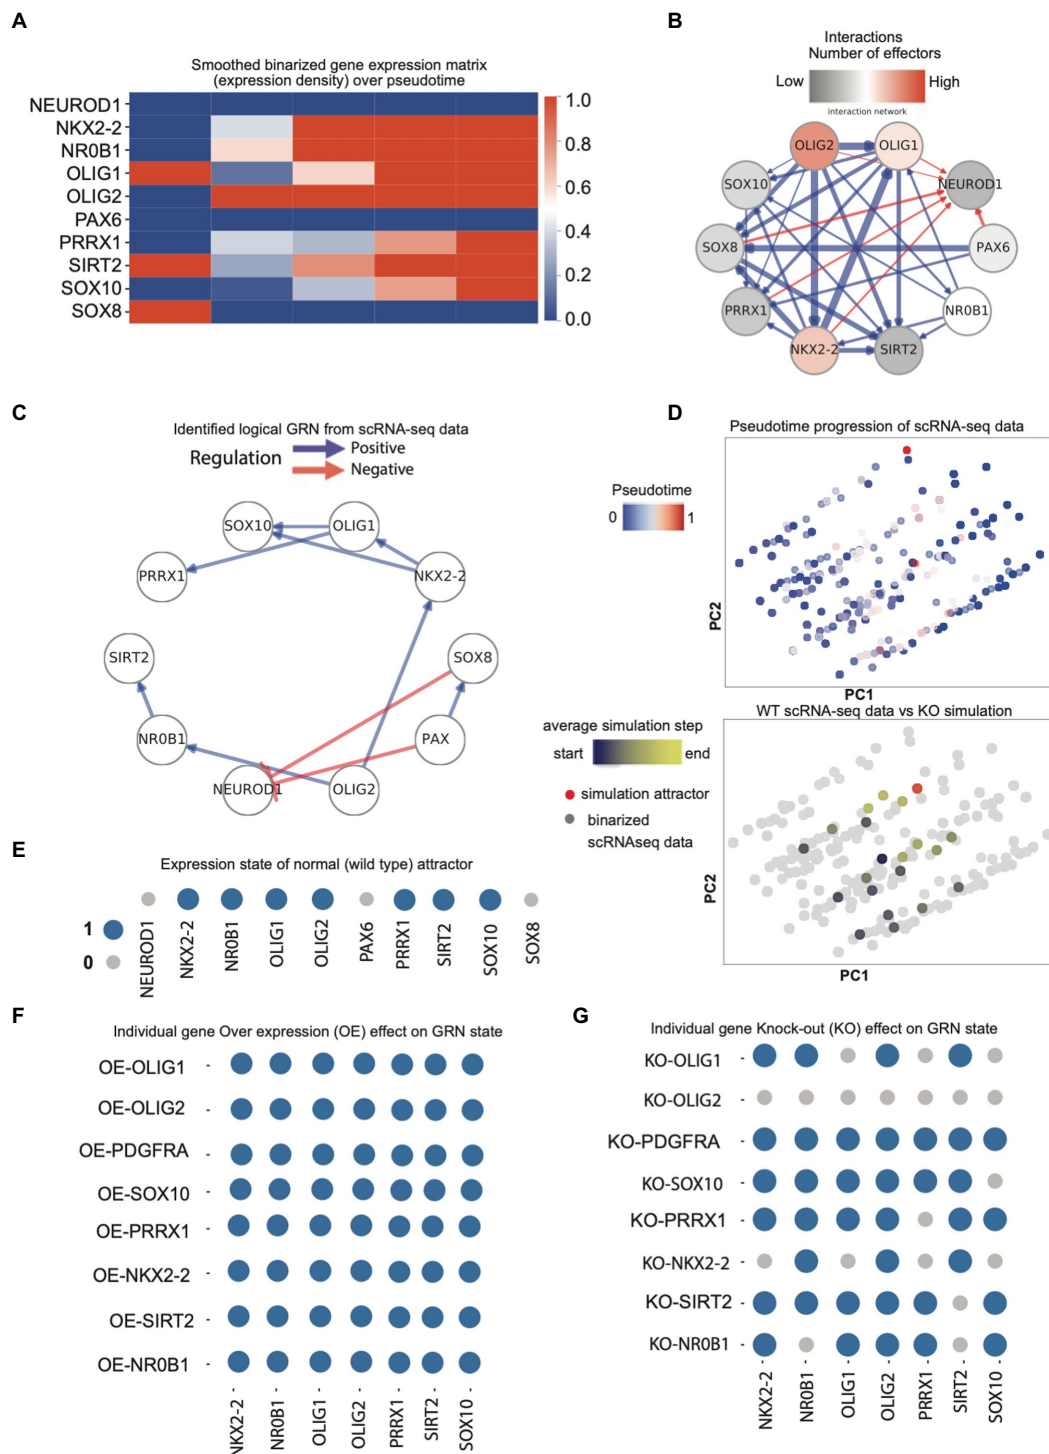 A
Smoothed binarized gene expression matrix
(expression density) over pseudotime
NEUROD1
NKX2-2
NR0B1
OLIG1
OLIG2
PAX6
PRRX1
SIRT2
SOX10
SOX8
1.0
0.8
0.6
0.4
0.2
0.0
B
Interactions
Number of effectors
Low
High
interaction network
OLIG2
OLIG1
SOX10
NEUROD1
SOX8
PAX6
PRRX1
NR0B1
NKX2-2
SIRT2
C
Identified logical GRN from scRNA-seq data
Regulation
Positive
Negative
SOX10
OLIG1
PRRX1
NKX2-2
SIRT2
SOX8
NR0B1
PAX
NEUROD1
OLIG2
D
Pseudotime progression of scRNA-seq data
Pseudotime
0
1
PC2
PC1
WT scRNA-seq data vs KO simulation
average simulation step
start
end
simulation attractor
binarized
scRNAseq data
PC2
PC1
E
Expression state of normal (wild type) attractor
1
0
NEUROD1
NKX2-2
NR0B1
OLIG1
OLIG2
PAX6
PRRX1
SIRT2
SOX10
SOX8
F
Individual gene Over expression (OE) effect on GRN state
OE-OLIG1
OE-OLIG2
OE-PDGFRA
OE-SOX10
OE-PRRX1
OE-NKX2-2
OE-SIRT2
OE-NR0B1
NKX2-2
NR0B1
OLIG1
OLIG2
PRRX1
SIRT2
SOX10
G
Individual gene Knock-out (KO) effect on GRN state
KO-OLIG1
KO-OLIG2
KO-PDGFRA
KO-SOX10
KO-PRRX1
KO-NKX2-2
KO-SIRT2
KO-NR0B1
NKX2-2
NR0B1
OLIG1
OLIG2
PRRX1
SIRT2
SOX10